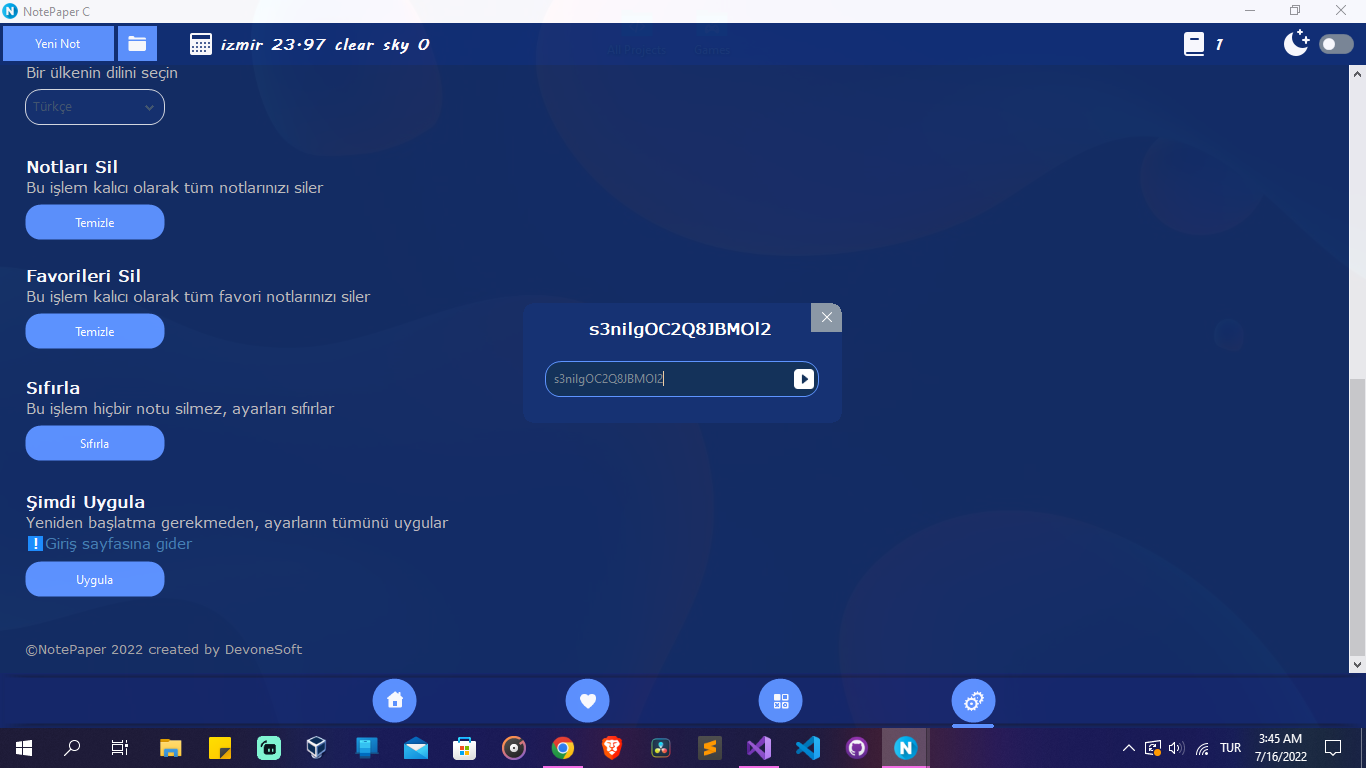 NotePaper C
Yeni Not
izmir 23.97 clear sky 0
1
Bir ülkenin dilini seçin
Türkçe
Notları Sil
Bu işlem kalıcı olarak tüm notlarınızı siler
Temizle
Favorileri Sil
Bu işlem kalıcı olarak tüm favori notlarınızı siler
Temizle
s3nilgOC2Q8JBMOl2
s3nilgOC2Q8JBMOl2
Sıfırla
Bu işlem hiçbir notu silmez, ayarları sıfırlar
Sıfırla
Şimdi Uygula
Yeniden başlatma gerekmeden, ayarların tümünü uygular
Giriş sayfasına gider
Uygula
©NotePaper 2022 created by DevoneSoft
TUR
3:45 AM
7/16/2022